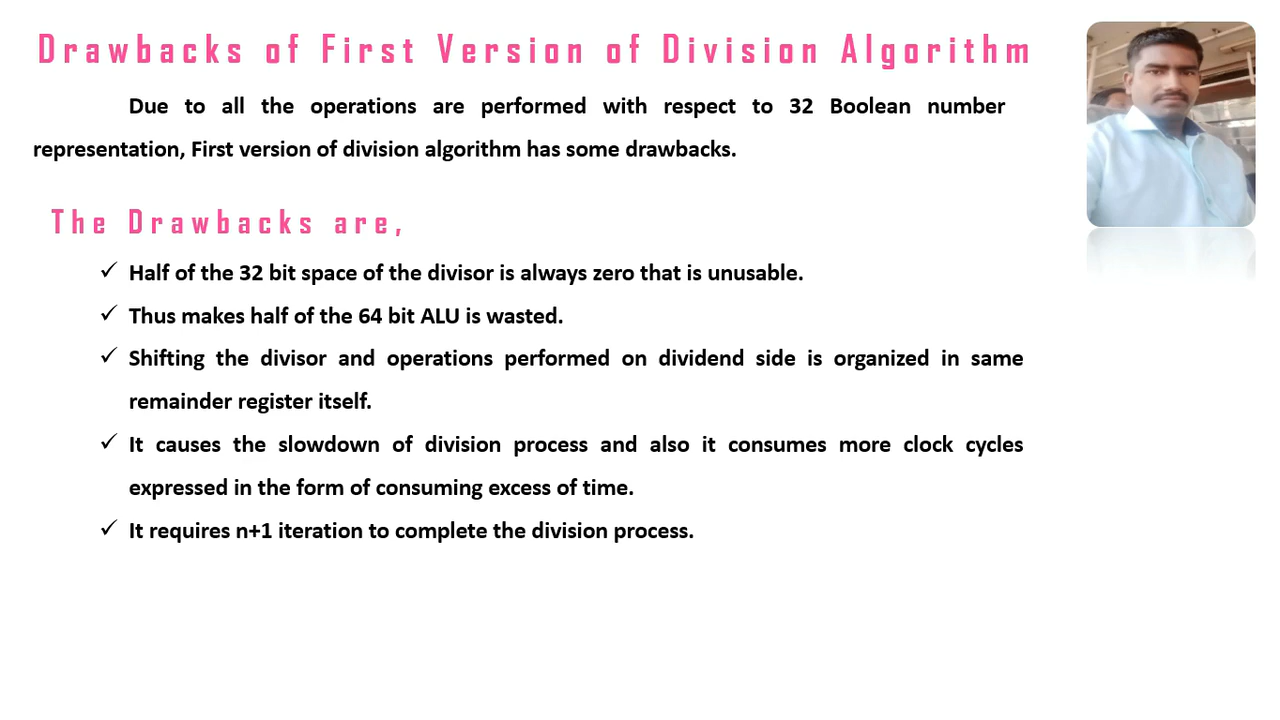 Drawbacks of First Version of Division Algorithm
Due to all the operations are performed with respect to 32 Boolean number
representation, First version of division algorithm has some drawbacks.
The Drawbacks are,
✓ Half of the 32 bit space of the divisor is always zero that is unusable.
✓ Thus makes half of the 64 bit ALU is wasted.
✓ Shifting the divisor and operations performed on dividend side is organized in same
remainder register itself.
✓ It causes the slowdown of division process and also it consumes more clock cycles
expressed in the form of consuming excess of time.
✓ It requires n+1 iteration to complete the division process.